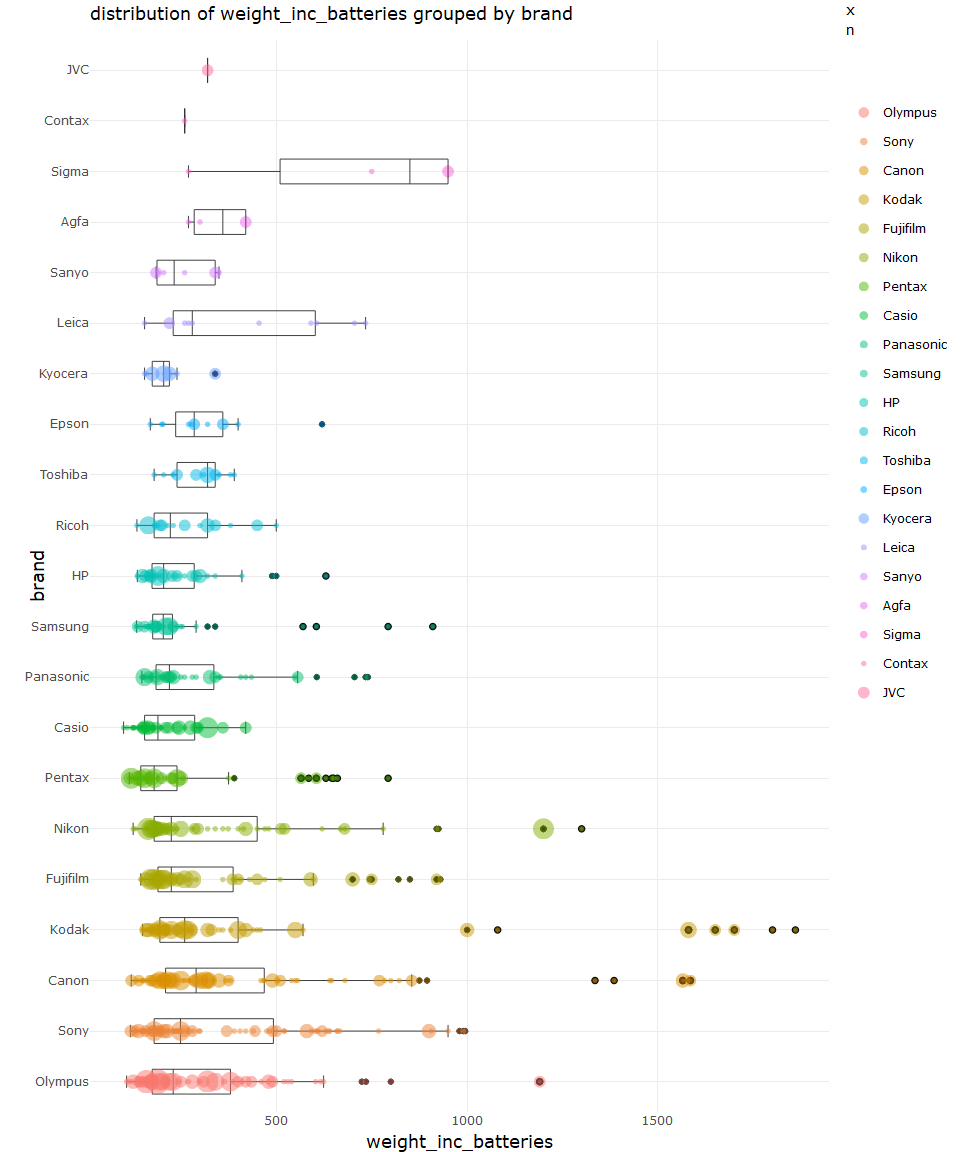 distribution of weight_inc_batteries grouped by brand
x
n
JVC
Contax
Sigma
Agfa
Sanyo
Leica
Kyocera
Epson
Toshiba
Ricoh
HP
Samsung
Panasonic
Casio
Pentax
Nikon
Fujifilm
Kodak
Canon
Sony
Olympus
brand
500
1000
1500
weight_inc_batteries
Olympus
Sony
Canon
Kodak
Fujifilm
Nikon
Pentax
Casio
Panasonic
Samsung
HP
Ricoh
Toshiba
Epson
Kyocera
Leica
Sanyo
Agfa
Sigma
Contax
JVC